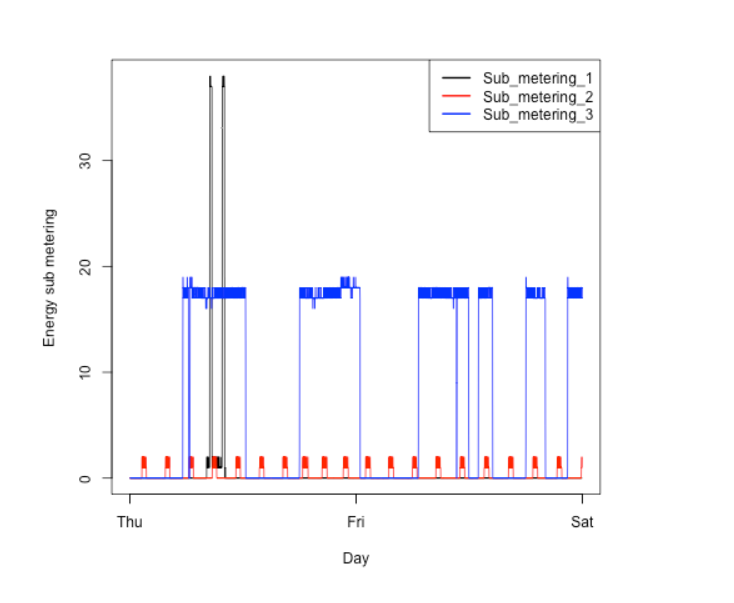 Sub_metering_1
Sub_metering_2
Sub_metering_3
Energy sub metering
30
20
10
0
Thu Fri Sat
Day